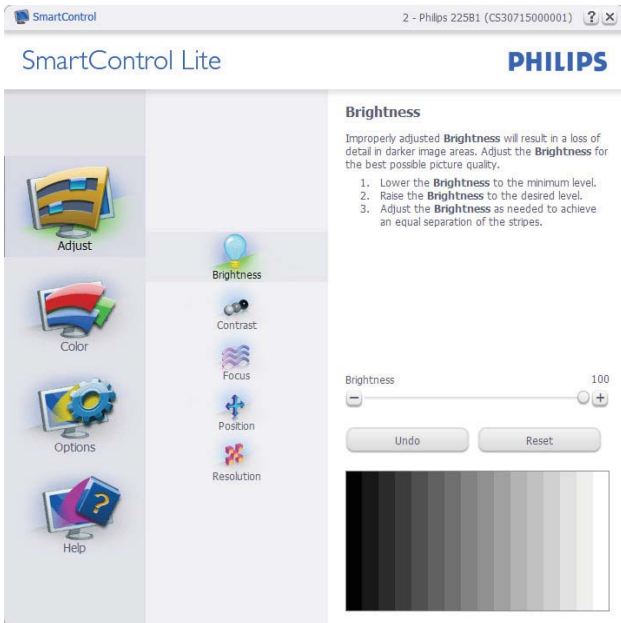 SmartControl
2 - Philips 225B1 (CS30715000001) ? ×
SmartControl Lite
PHILIPS
Adjust
Color
Options
?
Help
Brightness
Contrast
Focus
Position
Resolution
Brightness
Improperly adjusted Brightness will result in a loss of
detail in darker image areas. Adjust the Brightness for
the best possible picture quality.
1. Lower the Brightness to the minimum level.
2. Raise the Brightness to the desired level.
3. Adjust the Brightness as needed to achieve
an equal separation of the stripes.
Brightness 100
− +
Undo Reset